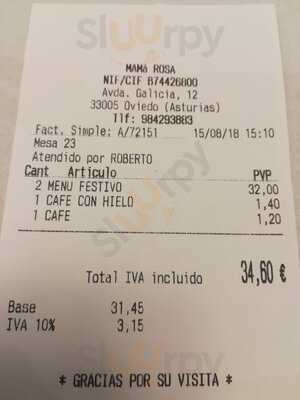 Sluurpy
MAMá ROSA
NIF/CIF B74426800
Avda. Galicia, 12
33005 Oviedo (Asturias)
Tlf: 984293883
Fact. Simple: A/72151 15/08/18 15:10
Mesa 23
Atendido por ROBERTO
Cant Artículo PVP
2 MENU FESTIVO 32,00
1 CAFE CON HIELO 1,40
1 CAFE 1,20
Total IVA incluido 34,60 €
Base 31,45
IVA 10% 3,15
* GRACIAS POR SU VISITA *